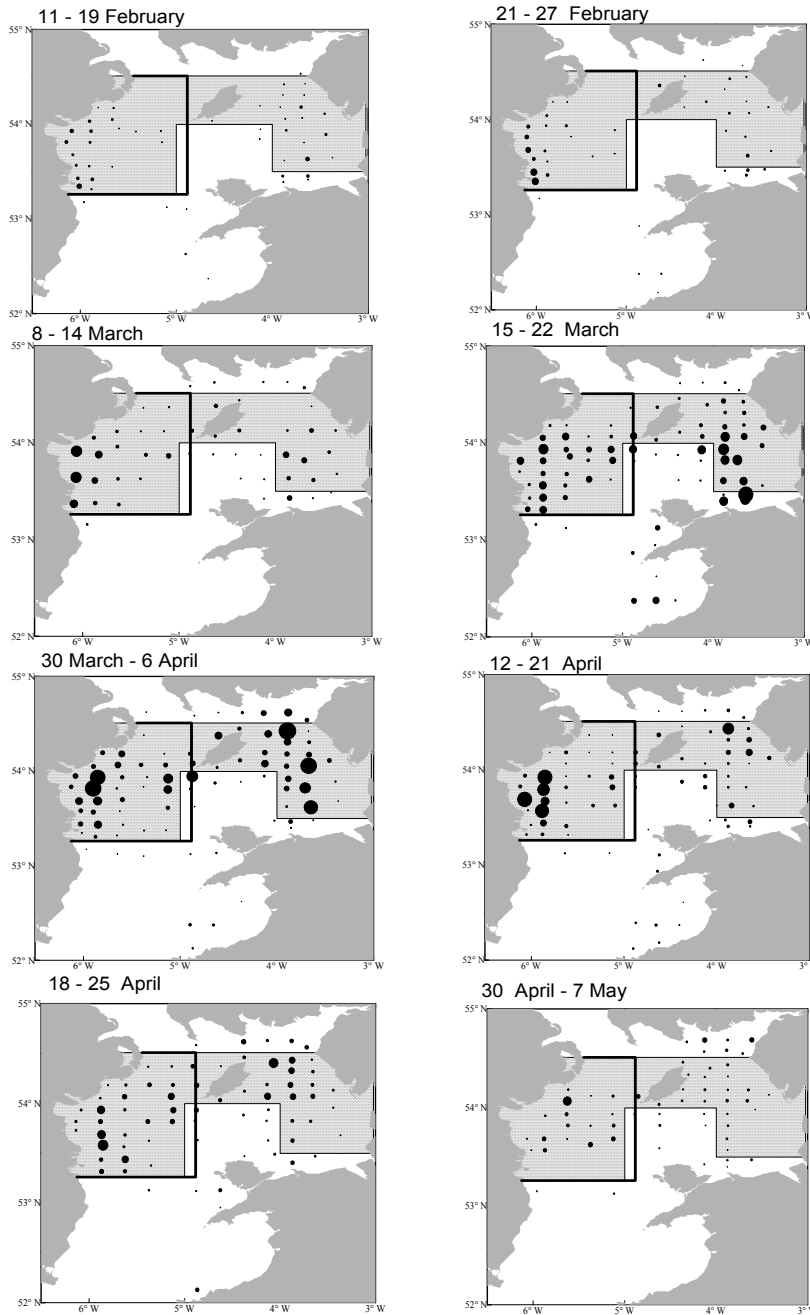 11 - 19 February
55° N
54° N
53° N
52° N
6° W
5° W
4° W
3° W
21 - 27 February
55° N
54° N
53° N
52° N
6° W
5° W
4° W
3° W
8 - 14 March
55° N
54° N
53° N
52° N
6° W
5° W
4° W
3° W
15 - 22 March
55° N
54° N
53° N
52° N
6° W
5° W
4° W
3° W
30 March - 6 April
55° N
54° N
53° N
52° N
6° W
5° W
4° W
3° W
12 - 21 April
55° N
54° N
53° N
52° N
6° W
5° W
4° W
3° W
18 - 25 April
55° N
54° N
53° N
52° N
6° W
5° W
4° W
3° W
30 April - 7 May
55° N
54° N
53° N
52° N
6° W
5° W
4° W
3° W